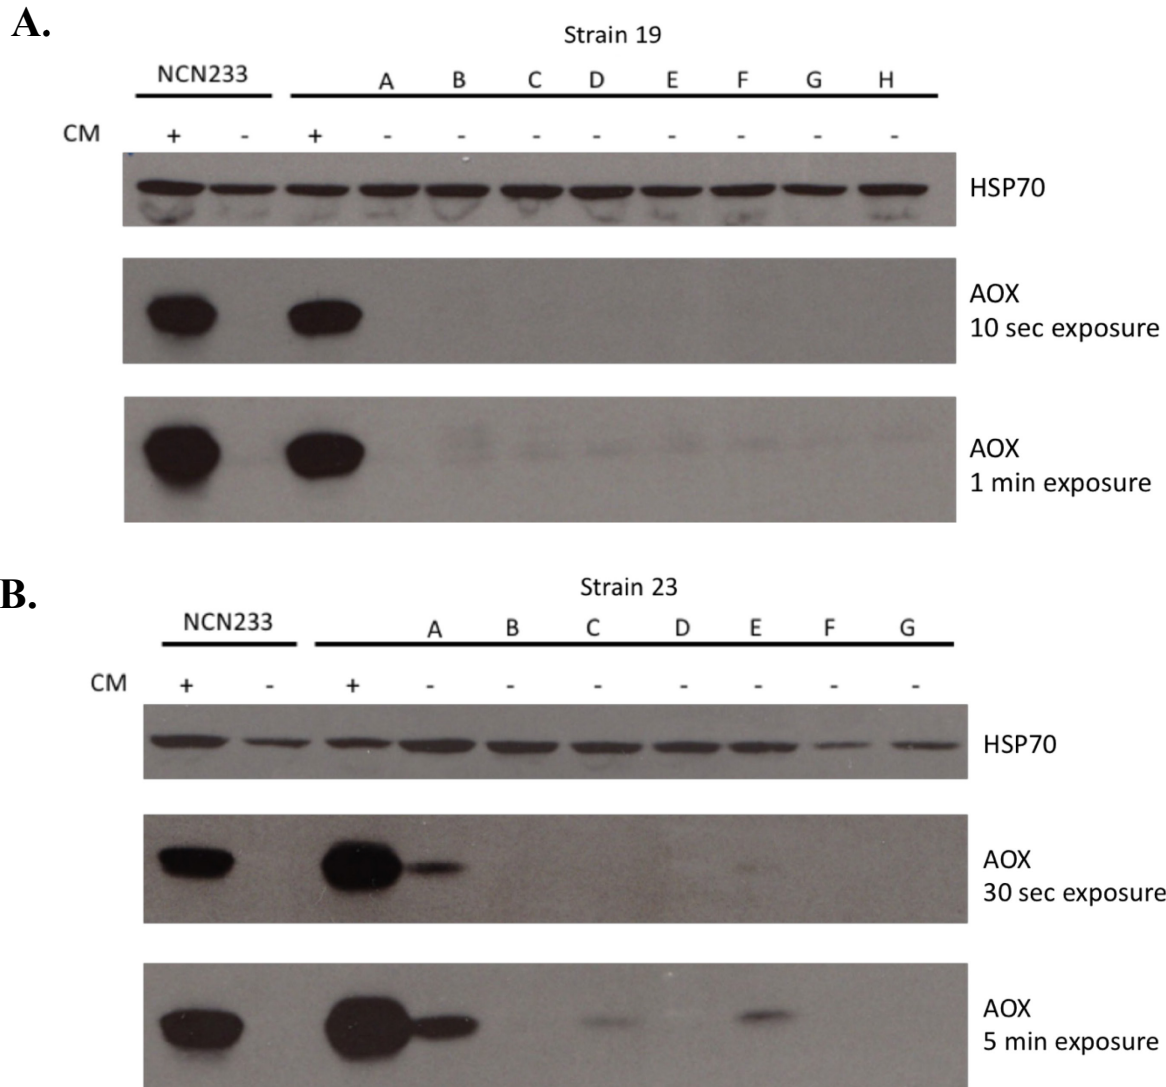 A.
Strain 19
NCN233 A B C D E F G H
CM + - + - - - - - - - -
HSP70
AOX
10 sec exposure
AOX
1 min exposure
B.
Strain 23
NCN233 A B C D E F G
CM + - + - - - - - - -
HSP70
AOX
30 sec exposure
AOX
5 min exposure